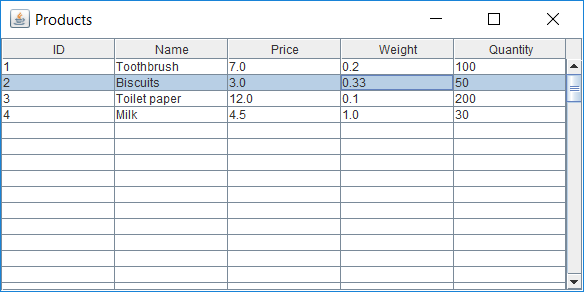 Products
ID Name Price Weight Quantity
1 Toothbrush 7.0 0.2 100
2 Biscuits 3.0 0.33 50
3 Toilet paper 12.0 0.1 200
4 Milk 4.5 1.0 30